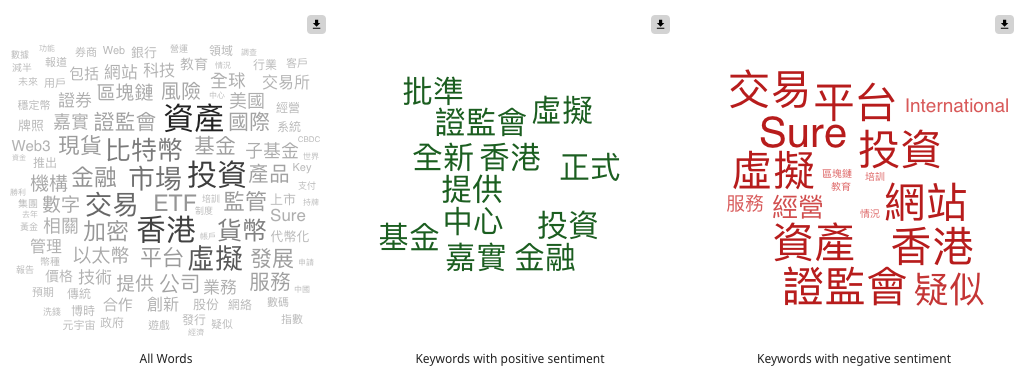 數據 功能 券商 Web 銀行 營運 領域 調查
減半 報道 包括 網站 科技 教育 情況 行業 客戶
未來 用戶 區塊鏈 風險 中心 全球 交易所
穩定幣 證券 資產 美國 經營
牌照 嘉實 證監會 國際 系統
Web3 現貨 比特幣 基金 子基金 CBDC 世界
資金 推出 金融 市場 投資 產品 Key
機構 支付
勝利 集團 數字 交易 ETF 培訓 監管 上市 持牌
去年 制度 Sure
黃金 相關 加密 香港 帳戶 貨幣 代幣化
管理 以太幣 平台 虛擬 發展
幣種 申請
報告 價格 技術 提供 公司 業務 服務 中國
預期 傳統
洗錢 博時 合作 創新 股份 網絡 數碼
元宇宙 政府 遊戲 發行 疑似 指數
經濟
All Words
批準
證監會 虛擬
全新 香港 正式
提供
中心 投資
基金 嘉實 金融
Keywords with positive sentiment
交易 平台 International
Sure 投資
虛擬 區塊鏈 培訓
教育
服務 經營 情況 網站
資產 香港
證監會 疑似
Keywords with negative sentiment